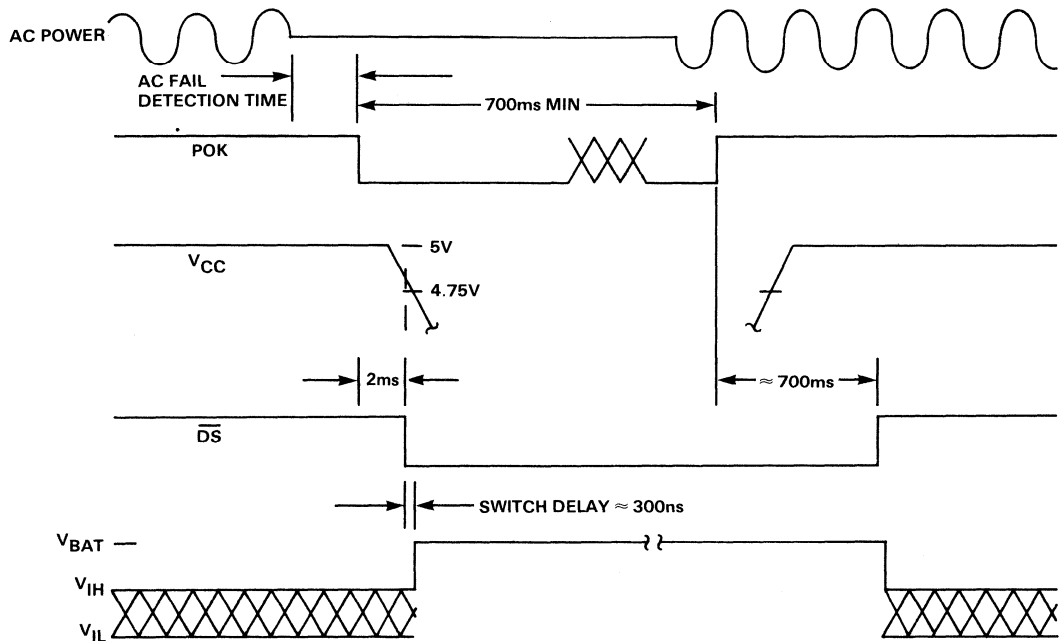 AC POWER
AC FAIL
DETECTION TIME
700ms MIN
POK
5V
VCC
4.75V
2ms
≈ 700ms
DS
SWITCH DELAY ≈ 300ns
VBAT
VIH
VIL